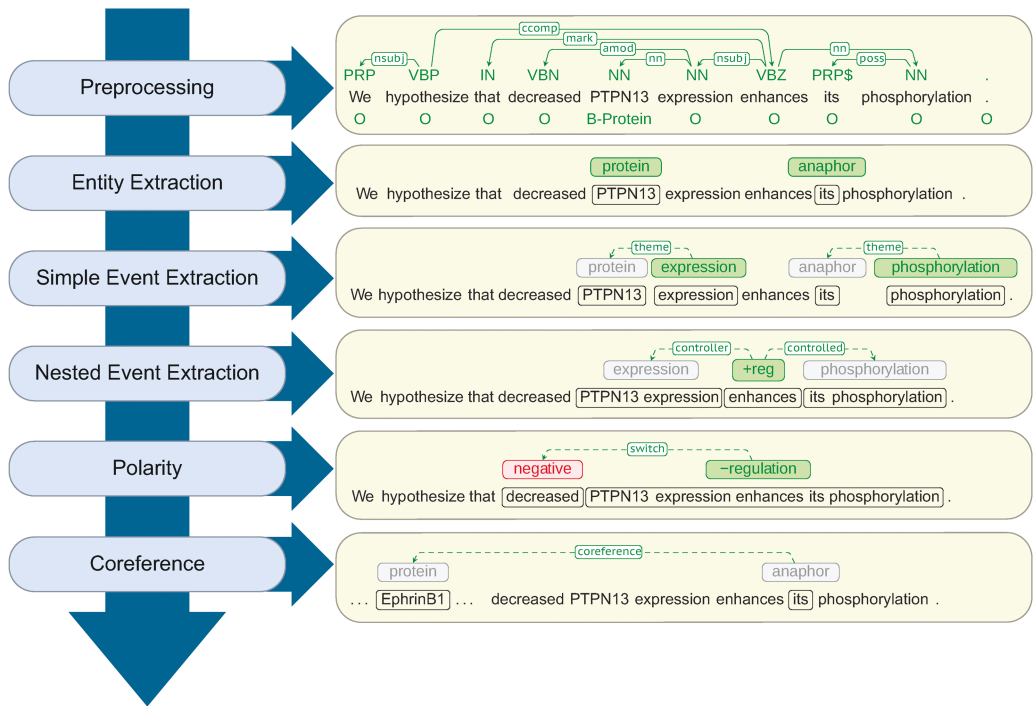 Preprocessing
ccomp
mark
amod
nsubj nn nsubj nn poss
PRP VBP IN VBN NN NN VBZ PRP$ NN .
We hypothesize that decreased PTPN13 expression enhances its phosphorylation .
O O O O B-Protein O O O O O
Entity Extraction
protein anaphor
We hypothesize that decreased PTPN13 expression enhances its phosphorylation .
Simple Event Extraction
theme theme
protein expression anaphor phosphorylation
We hypothesize that decreased PTPN13 expression enhances its phosphorylation .
Nested Event Extraction
controller controlled
expression +reg phosphorylation
We hypothesize that decreased PTPN13 expression enhances its phosphorylation .
Polarity
switch
negative −regulation
We hypothesize that decreased PTPN13 expression enhances its phosphorylation .
Coreference
coreference
protein anaphor
... EphrinB1 ... decreased PTPN13 expression enhances its phosphorylation .